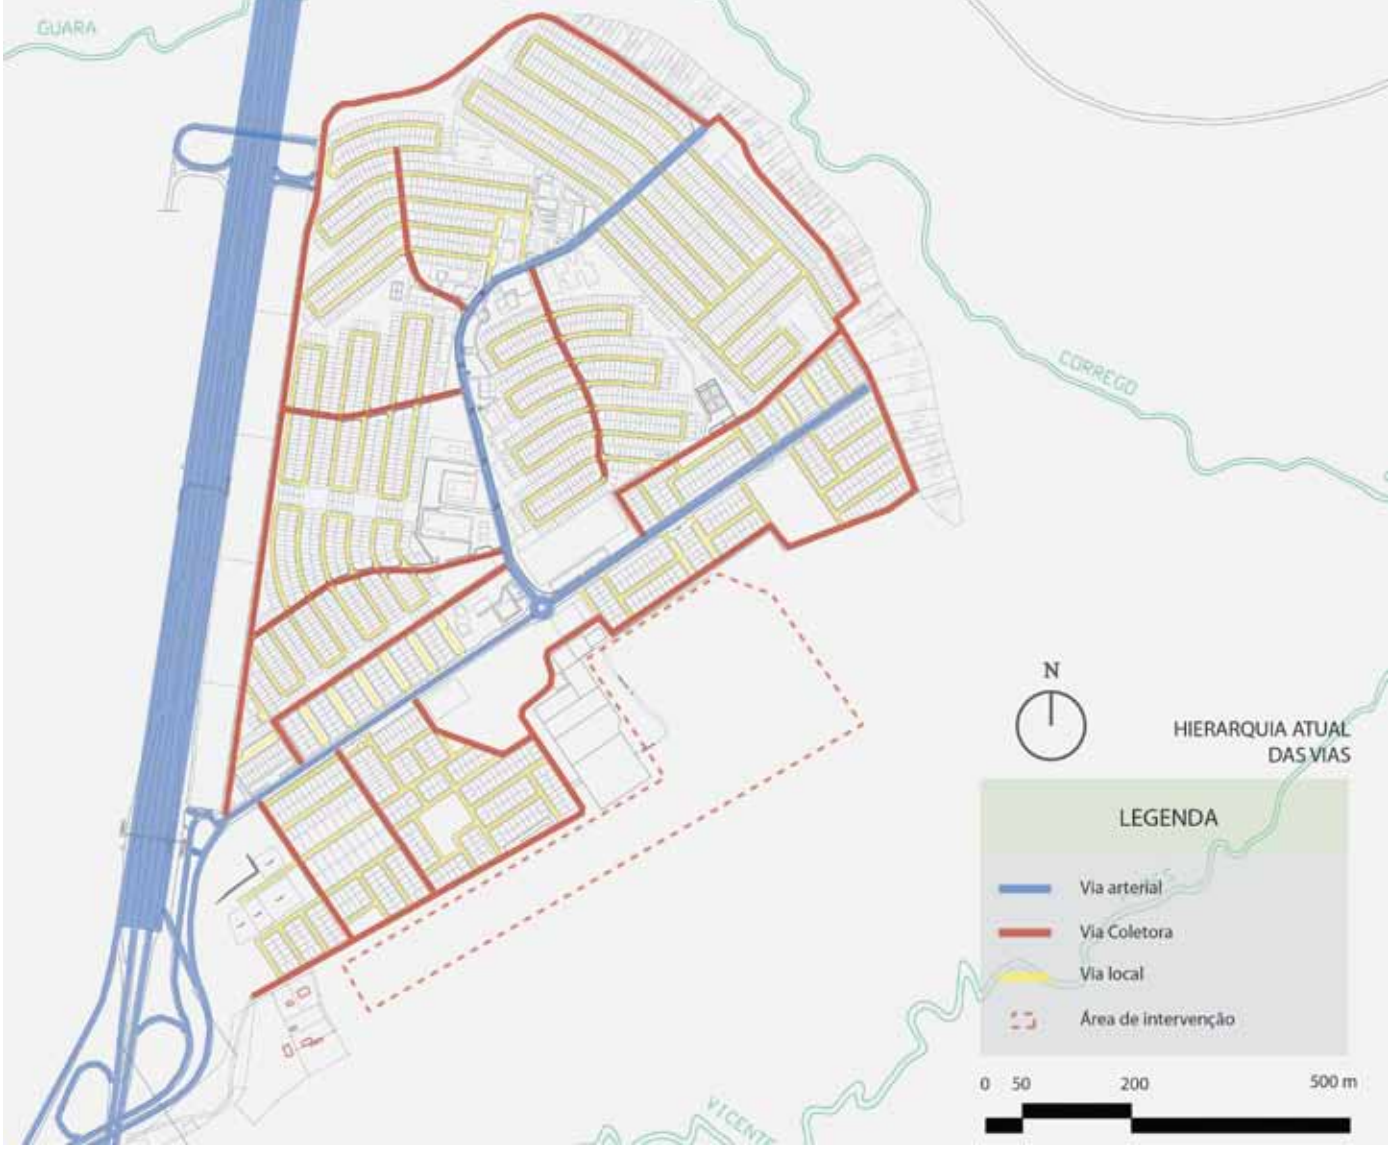 GUARA
CORREGO
N
HIERARQUIA ATUAL
DAS VIAS
LEGENDA
Via arterial
Via Coletora
Via local
Área de intervenção
0 50 200 500 m